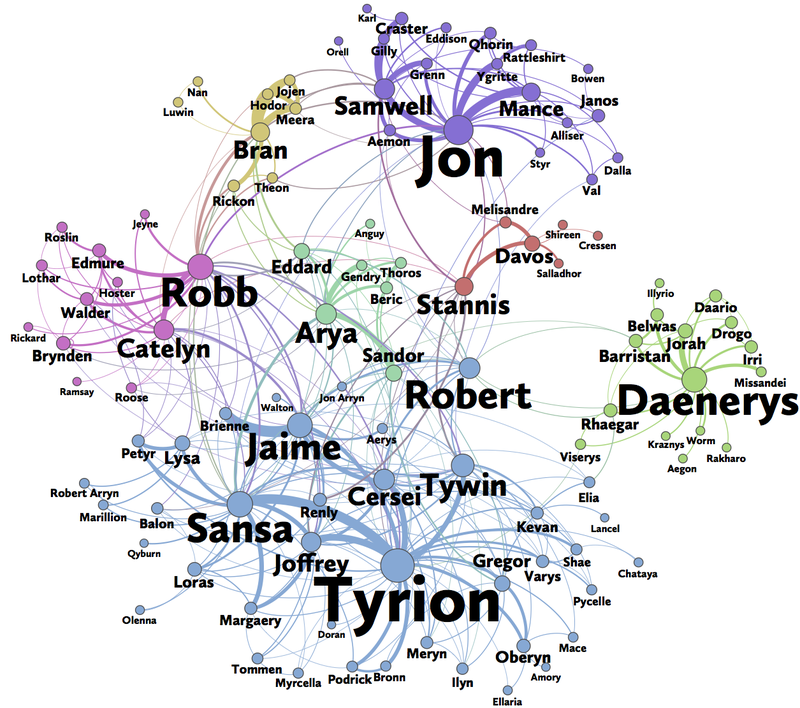 Karl
Craster
Eddison
Qhorin
Orell
Gilly
Rattleshirt
Grenn
Ygritte
Bowen
Nan
Jojen
Hodor
Samwell
Mance
Janos
Luwin
Meera
Alliser
Aemon
Bran
Jon
Styr
Dalla
Theon
Val
Rickon
Jeyne
Melisandre
Roslin
Anguy
Shireen
Cressen
Edmure
Davos
Eddard
Gendry
Thoros
Salladhor
Lothar
Hoster
Robb
Beric
Stannis
Illyrio
Walder
Daario
Arya
Belwas
Drogo
Rickard
Catelyn
Jorah
Brynden
Sandor
Barristan
Irri
Missandei
Ramsay
Roose
Robert
Daenerys
Jon Arryn
Walton
Brienne
Rhaegar
Jaime
Aerys
Kraznys
Worm
Petyr
Lysa
Viserys
Aegon
Rakharo
Robert Arryn
Cersei
Tywin
Elia
Marillion
Renly
Balon
Sansa
Kevan
Lancel
Qyburn
Joffrey
Gregor
Shae
Varys
Chataya
Loras
Tyrion
Pycelle
Olenna
Margaery
Doran
Mace
Meryn
Oberyn
Tommen
Amory
Myrcella
Podrick
Bronn
Ilyn
Ellaria